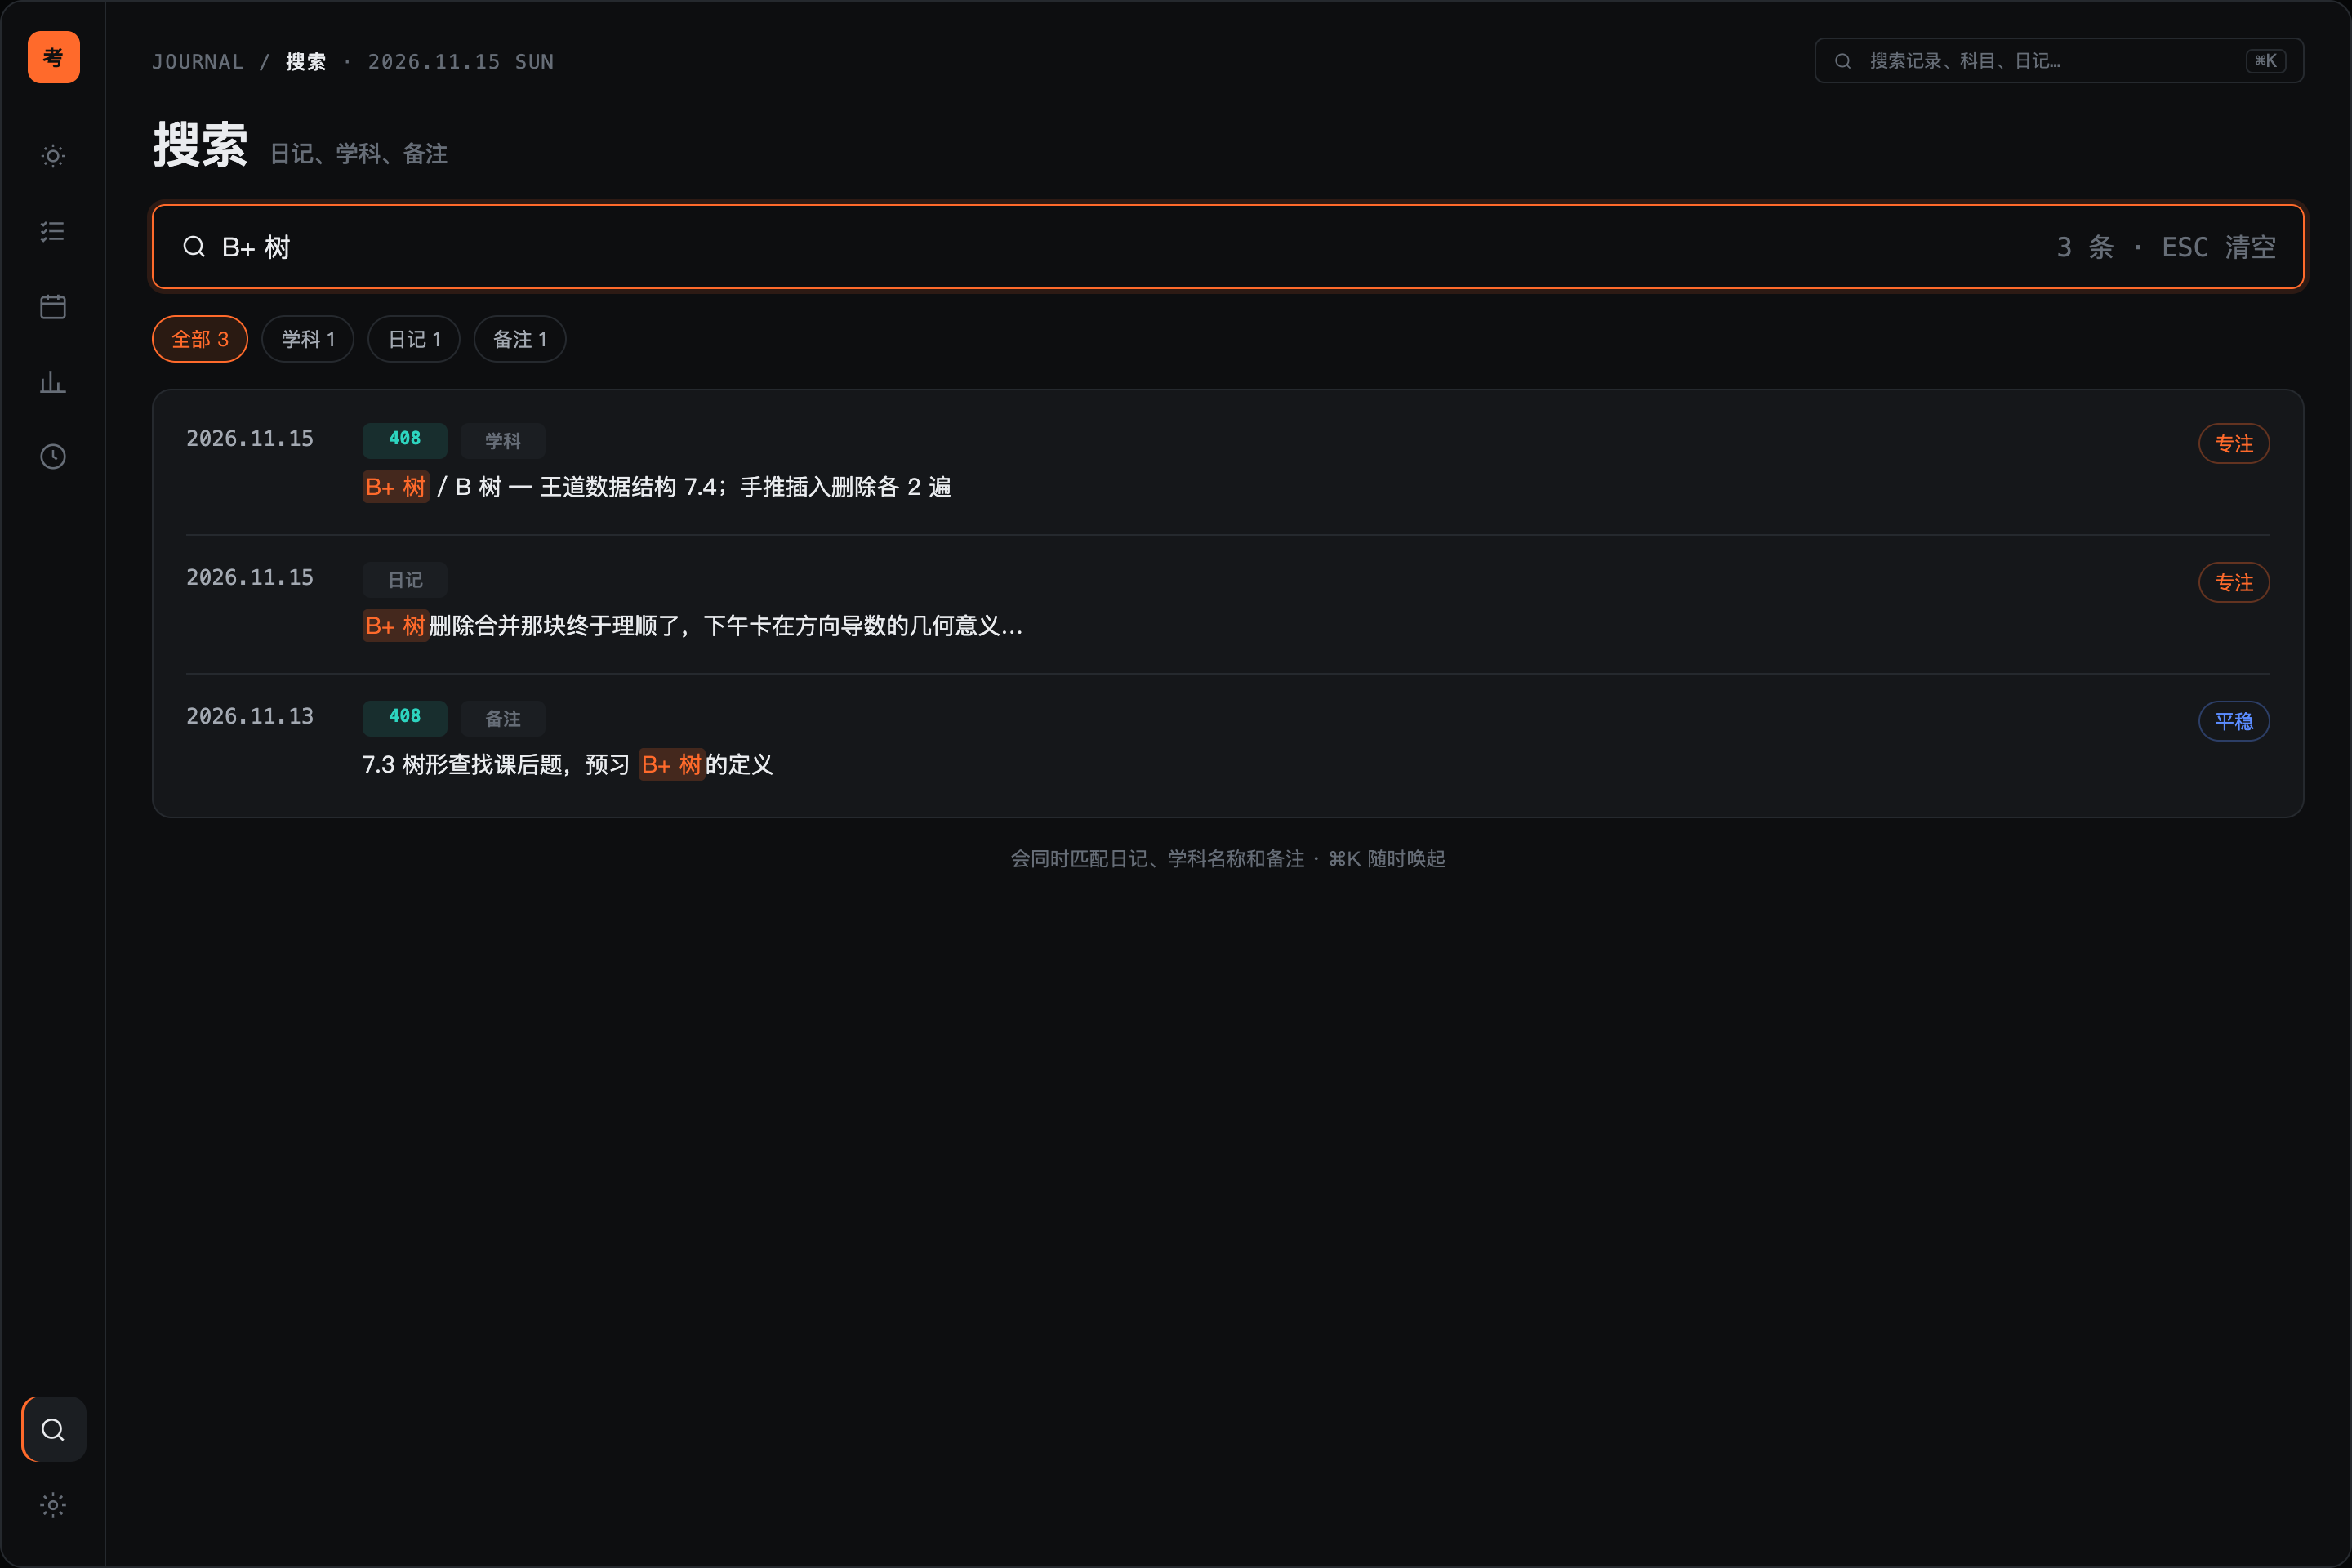 考
JOURNAL / 搜索 · 2026.11.15 SUN
搜索记录、科目、日记… ⌘K
搜索 日记、学科、备注
B+ 树
3 条 · ESC 清空
全部 3 学科 1 日记 1 备注 1
2026.11.15 408 学科 专注
B+ 树 / B 树 — 王道数据结构 7.4；手推插入删除各 2 遍
2026.11.15 日记 专注
B+ 树删除合并那块终于理顺了，下午卡在方向导数的几何意义…
2026.11.13 408 备注 平稳
7.3 树形查找课后题，预习 B+ 树的定义
会同时匹配日记、学科名称和备注 · ⌘K 随时唤起